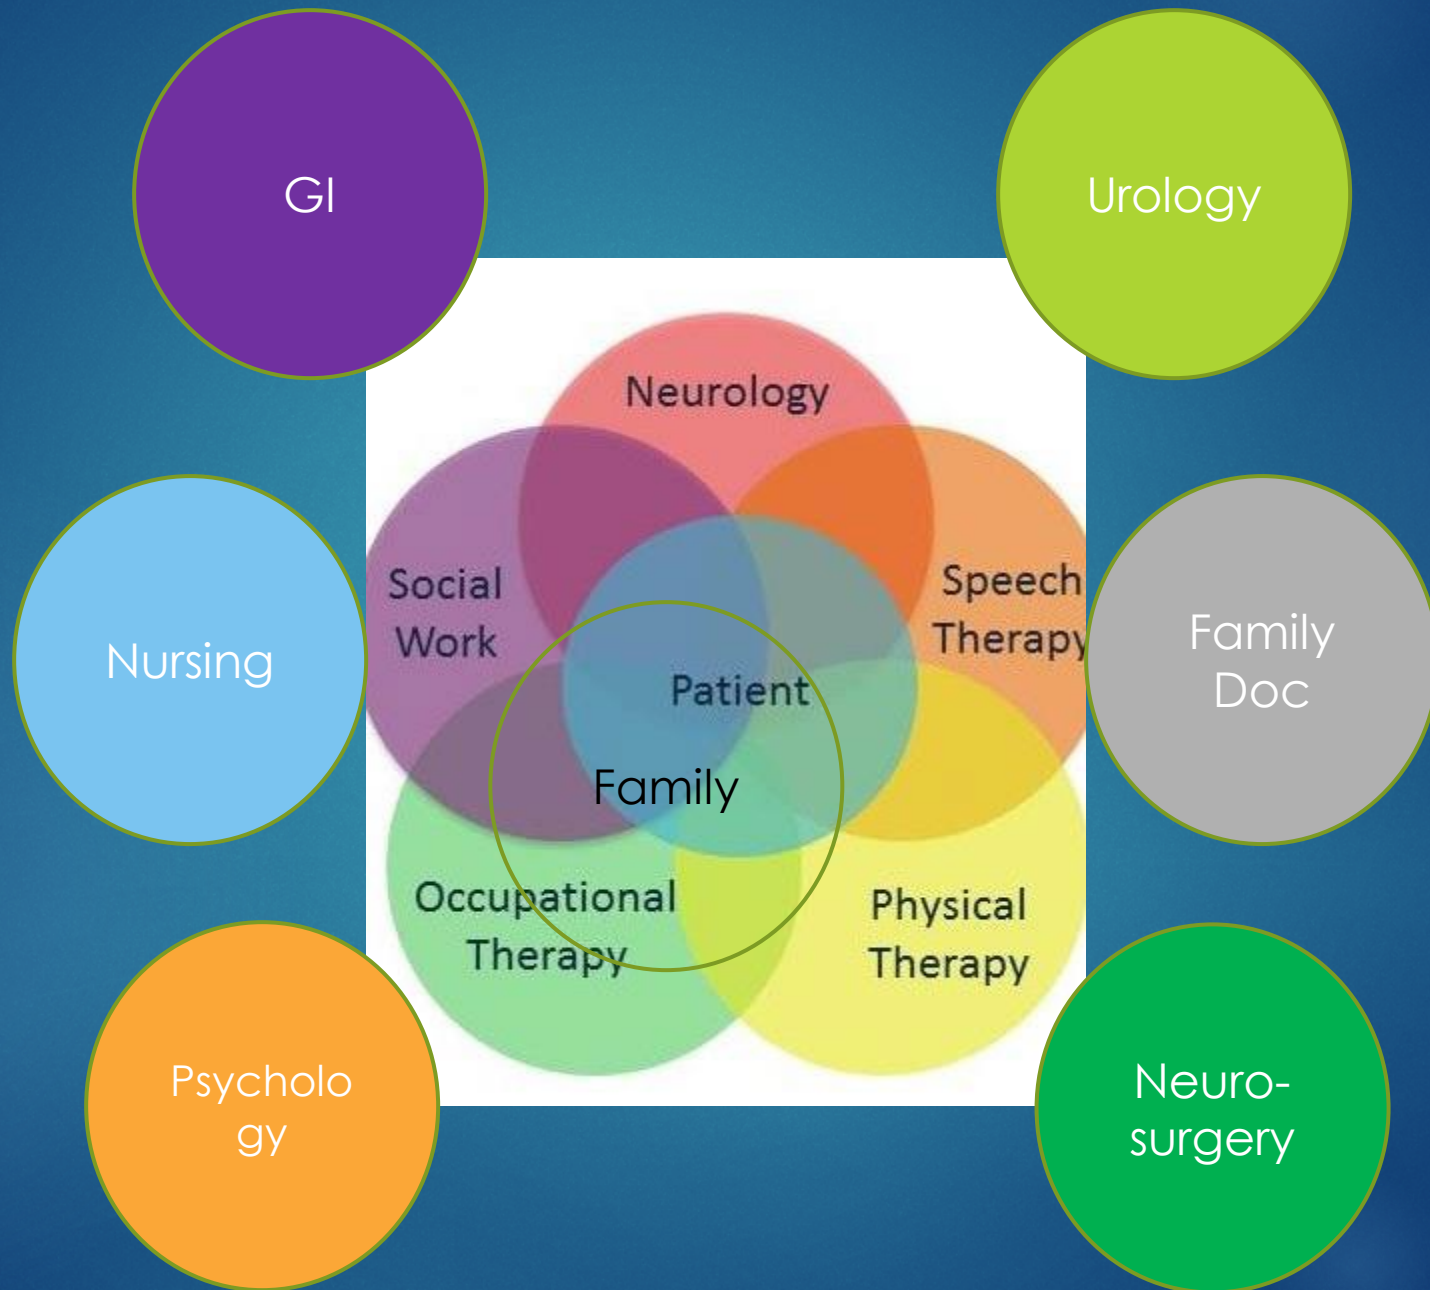 GI
Urology
Neurology
Social
Work
Speech
Therapy
Nursing
Family
Doc
Patient
Family
Occupational
Therapy
Physical
Therapy
Psycholo
gy
Neuro-
surgery